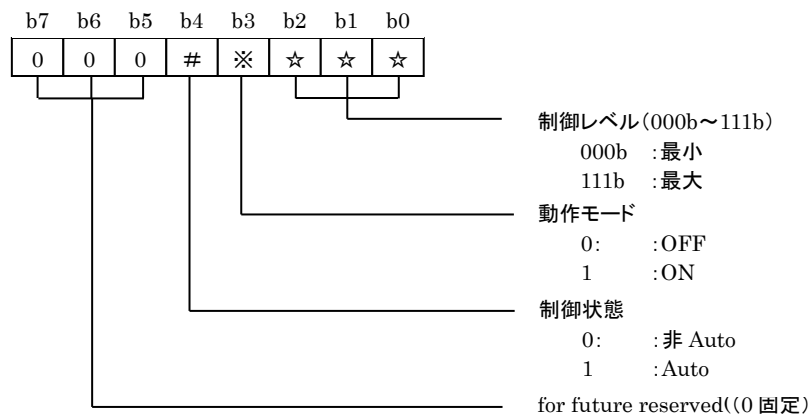 b7 b6 b5 b4 b3 b2 b1 b0
0 0 0 # ※ ☆ ☆ ☆
制御レベル(000b~111b)
000b :最小
111b :最大
動作モード
0: :OFF
1 :ON
制御状態
0: :非 Auto
1 :Auto
for future reserved((0 固定)